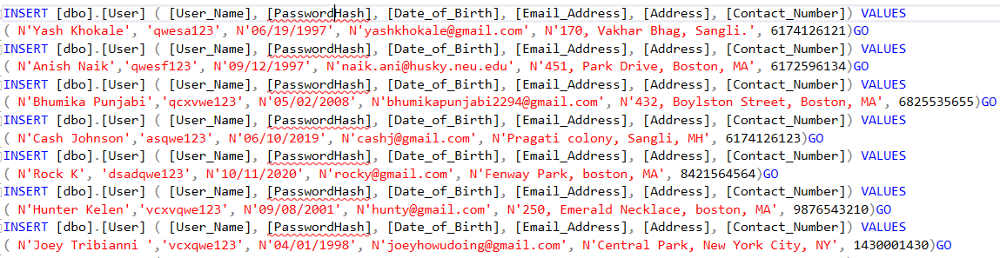 INSERT [dbo].[User] ( [User_Name], [PasswordHash], [Date_of_Birth], [Email_Address], [Address], [Contact_Number]) VALUES
( N'Yash Khokale', 'qwesa123', N'06/19/1997', N'yashkhokale@gmail.com', N'170, Vakhar Bhag, Sangli.', 6174126121)GO
INSERT [dbo].[User] ( [User_Name], [PasswordHash], [Date_of_Birth], [Email_Address], [Address], [Contact_Number]) VALUES
( N'Anish Naik','qwesf123', N'09/12/1997', N'naik.ani@husky.neu.edu', N'451, Park Drive, Boston, MA', 6172596134)GO
INSERT [dbo].[User] ( [User_Name], [PasswordHash], [Date_of_Birth], [Email_Address], [Address], [Contact_Number]) VALUES
( N'Bhumika Punjabi','qcxvwe123', N'05/02/2008', N'bhumikapunjabi2294@gmail.com', N'432, Boylston Street, Boston, MA', 6825535655)GO
INSERT [dbo].[User] ( [User_Name], [PasswordHash], [Date_of_Birth], [Email_Address], [Address], [Contact_Number]) VALUES
( N'Cash Johnson','asqwe123', N'06/10/2019', N'cashj@gmail.com', N'Pragati colony, Sangli, MH', 6174126123)GO
INSERT [dbo].[User] ( [User_Name], [PasswordHash], [Date_of_Birth], [Email_Address], [Address], [Contact_Number]) VALUES
( N'Rock K', 'dsadqwe123', N'10/11/2020', N'rocky@gmail.com', N'Fenway Park, boston, MA', 8421564564)GO
INSERT [dbo].[User] ( [User_Name], [PasswordHash], [Date_of_Birth], [Email_Address], [Address], [Contact_Number]) VALUES
( N'Hunter Kelen','vcxvqwe123', N'09/08/2001', N'hunty@gmail.com', N'250, Emerald Necklace, boston, MA', 9876543210)GO
INSERT [dbo].[User] ( [User_Name], [PasswordHash], [Date_of_Birth], [Email_Address], [Address], [Contact_Number]) VALUES
( N'Joey Tribianni ','vcxqwe123', N'04/01/1998', N'joeyhowudoing@gmail.com', N'Central Park, New York City, NY', 1430001430)GO